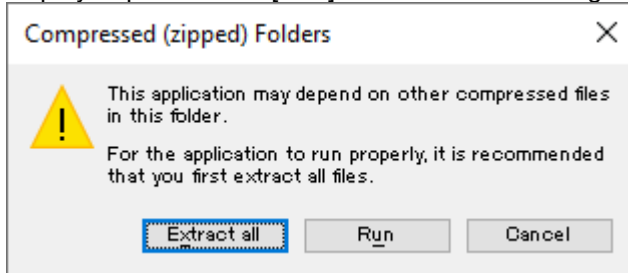 Compressed (zipped) Folders
This application may depend on other compressed files
in this folder.
For the application to run properly, it is recommended
that you first extract all files.
Extract all
Run
Cancel